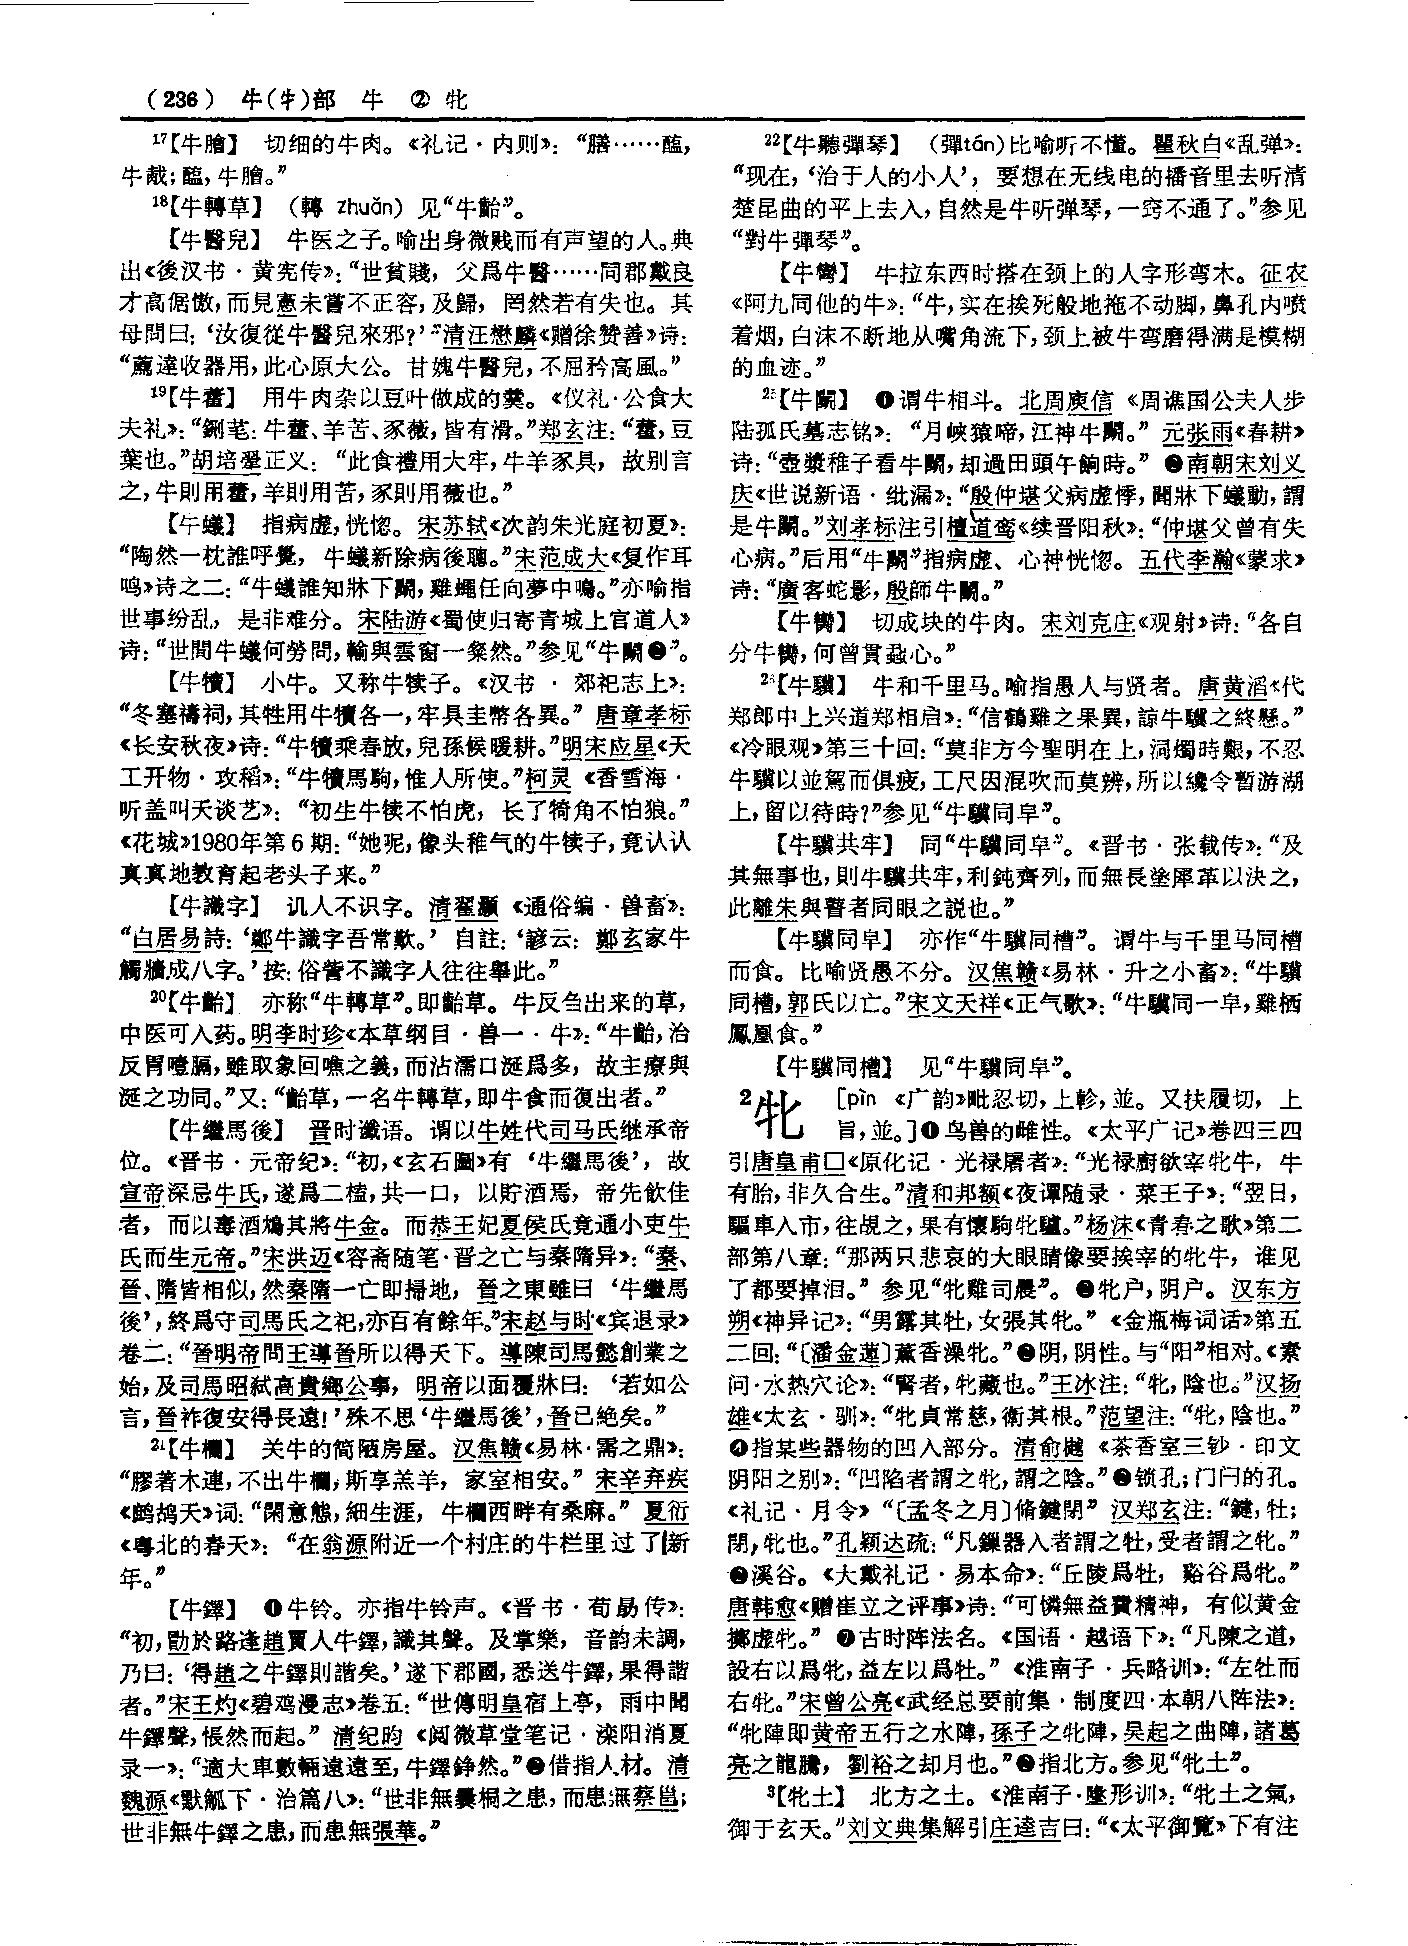 (236) 牛(牜)部 牛 ② 牝
¹⁷【牛膾】 切细的牛肉。《礼记·内则》：“膳……醢，
牛胾；醢，牛膾。”
¹⁸【牛轉草】 （轉 zhuǎn）见“牛齝”。
【牛醫兒】 牛医之子。喻出身微贱而有声望的人。典
出《後汉书·黄宪传》：“世貧賤，父爲牛醫……同郡戴良
才高倨傲，而見憲未嘗不正容，及歸，罔然若有失也。其
母問曰：‘汝復從牛醫兒來邪？’”清汪懋麟《赠徐赞善》诗：
“薦達收器用，此心原大公。甘媿牛醫兒，不屈矜高風。”
¹⁹【牛藿】 用牛肉杂以豆叶做成的羹。《仪礼·公食大
夫礼》：“鉶芼：牛藿、羊苦、豕薇，皆有滑。”郑玄注：“藿，豆
葉也。”胡培翬正义：“此食禮用大牢，牛羊豕具，故别言
之，牛則用藿，羊則用苦，豕則用薇也。”
【牛蟻】 指病虚，恍惚。宋苏轼《次韵朱光庭初夏》：
“陶然一枕誰呼覺，牛蟻新除病後聰。”宋范成大《复作耳
鸣》诗之二：“牛蟻誰知牀下鬭，雞蠅任向夢中鳴。”亦喻指
世事纷乱，是非难分。宋陆游《蜀使归寄青城上官道人》
诗：“世間牛蟻何勞問，輸與雲窗一粲然。”参见“牛鬭❷”。
【牛犢】 小牛。又称牛犊子。《汉书·郊祀志上》：
“冬塞禱祠，其牲用牛犢各一，牢具圭幣各異。”唐章孝标
《长安秋夜》诗：“牛犢乘春放，兒孫候暖耕。”明宋应星《天
工开物·攻稻》：“牛犢馬駒，惟人所使。”柯灵《香雪海·
听盖叫天谈艺》：“初生牛犊不怕虎，长了犄角不怕狼。”
《花城》1980年第6期：“她呢，像头稚气的牛犊子，竟认认
真真地教育起老头子来。”
【牛識字】 讥人不识字。清翟灏《通俗编·兽畜》：
“白居易詩：‘鄭牛識字吾常歎。’自註：‘諺云：鄭玄家牛
觸牆成八字。’按：俗訾不識字人往往舉此。”
²⁰【牛齝】 亦称“牛轉草”。即齝草。牛反刍出来的草，
中医可入药。明李时珍《本草纲目·兽一·牛》：“牛齝，治
反胃噎膈，雖取象回噍之義，而沾濡口涎爲多，故主療與
涎之功同。”又：“齝草，一名牛轉草，即牛食而復出者。”
【牛繼馬後】 晋时谶语。谓以牛姓代司马氏继承帝
位。《晋书·元帝纪》：“初，《玄石圖》有‘牛繼馬後’，故
宣帝深忌牛氏，遂爲二榼，共一口，以貯酒焉，帝先飲佳
者，而以毒酒鴆其將牛金。而恭王妃夏侯氏竟通小吏牛
氏而生元帝。”宋洪迈《容斋随笔·晋之亡与秦隋异》：“秦、
晉、隋皆相似，然秦隋一亡即掃地，晉之東雖曰‘牛繼馬
後’，終爲守司馬氏之祀，亦百有餘年。”宋赵与时《宾退录》
卷二：“晉明帝問王導晉所以得天下。導陳司馬懿創業之
始，及司馬昭弒高貴鄉公事，明帝以面覆牀曰：‘若如公
言，晉祚復安得長遠！’殊不思‘牛繼馬後’，晉已絶矣。”
²¹【牛欄】 关牛的简陋房屋。汉焦赣《易林·需之鼎》：
“膠著木連，不出牛欄；斯享羔羊，家室相安。”宋辛弃疾
《鹧鸪天》词：“閑意態，細生涯，牛欄西畔有桑麻。”夏衍
《粤北的春天》：“在翁源附近一个村庄的牛栏里过了新
年。”
【牛鐸】 ❶牛铃。亦指牛铃声。《晋书·荀勗传》：
“初，勖於路逢趙賈人牛鐸，識其聲。及掌樂，音韵未調，
乃曰：‘得趙之牛鐸則諧矣。’遂下郡國，悉送牛鐸，果得諧
者。”宋王灼《碧鸡漫志》卷五：“世傳明皇宿上亭，雨中聞
牛鐸聲，悵然而起。”清纪昀《阅微草堂笔记·滦阳消夏
录一》：“適大車數輛遠遠至，牛鐸錚然。”❷借指人材。清
魏源《默觚下·治篇八》：“世非無爨桐之患，而患無蔡邕；
世非無牛鐸之患，而患無張華。”
²²【牛聽彈琴】 （彈tán）比喻听不懂。瞿秋白《乱弹》：
“现在，‘治于人的小人’，要想在无线电的播音里去听清
楚昆曲的平上去入，自然是牛听弹琴，一窍不通了。”参见
“對牛彈琴”。
【牛彎】 牛拉东西时搭在颈上的人字形弯木。征农
《阿九同他的牛》：“牛，实在挨死般地拖不动脚，鼻孔内喷
着烟，白沫不断地从嘴角流下，颈上被牛弯磨得满是模糊
的血迹。”
【牛鬭】 ❶谓牛相斗。北周庾信《周谯国公夫人步
陆孤氏墓志铭》：“月峽猿啼，江神牛鬭。”元张雨《春耕》
诗：“壺漿稚子看牛鬭，却過田頭午餉時。”❷南朝宋刘义
庆《世说新语·纰漏》：“殷仲堪父病虚悸，聞牀下蟻動，謂
是牛鬭。”刘孝标注引檀道鸾《续晋阳秋》：“仲堪父曾有失
心病。”后用“牛鬭”指病虚、心神恍惚。五代李瀚《蒙求》
诗：“廣客蛇影，殷師牛鬭。”
【牛臠】 切成块的牛肉。宋刘克庄《观射》诗：“各自
分牛臠，何曾貫蝨心。”
【牛驥】 牛和千里马。喻指愚人与贤者。唐黄滔《代
郑郎中上兴道郑相启》：“信鶴雞之果異，諒牛驥之終懸。”
《冷眼观》第三十回：“莫非方今聖明在上，洞燭時艱，不忍
牛驥以並駕而俱疲，工尺因混吹而莫辨，所以纔令暫游湖
上，留以待時？”参见“牛驥同皁”。
【牛驥共牢】 同“牛驥同皁”。《晋书·张载传》：“及
其無事也，則牛驥共牢，利鈍齊列，而無長塗犀革以決之，
此離朱與瞽者同眼之説也。”
【牛驥同皁】 亦作“牛驥同槽”。谓牛与千里马同槽
而食。比喻贤愚不分。汉焦赣《易林·升之小畜》：“牛驥
同槽，郭氏以亡。”宋文天祥《正气歌》：“牛驥同一皁，雞栖
鳳凰食。”
【牛驥同槽】 见“牛驥同皁”。
²牝 ［pìn 《广韵》毗忍切，上軫，並。又扶履切，上
旨，並。］❶鸟兽的雌性。《太平广记》卷四三四
引唐皇甫□《原化记·光禄屠者》：“光禄廚欲宰牝牛，牛
有胎，非久合生。”清和邦额《夜谭随录·菜王子》：“翌日，
驅車入市，往覘之，果有懷駒牝驢。”杨沫《青春之歌》第二
部第八章：“那两只悲哀的大眼睛像要挨宰的牝牛，谁见
了都要掉泪。”参见“牝雞司晨”。❷牝户，阴户。汉东方
朔《神异记》：“男露其牡，女張其牝。”《金瓶梅词话》第五
二回：“〔潘金蓮〕薰香澡牝。”❸阴，阴性。与“阳”相对。《素
问·水热穴论》：“腎者，牝藏也。”王冰注：“牝，陰也。”汉扬
雄《太玄·驯》：“牝貞常慈，衛其根。”范望注：“牝，陰也。”
❹指某些器物的凹入部分。清俞樾《茶香室三钞·印文
阴阳之别》：“凹陷者謂之牝，謂之陰。”❺锁孔；门闩的孔。
《礼记·月令》“〔孟冬之月〕脩鍵閉”汉郑玄注：“鍵，牡；
閉，牝也。”孔颖达疏：“凡鏁器入者謂之牡，受者謂之牝。”
❻溪谷。《大戴礼记·易本命》：“丘陵爲牡，谿谷爲牝。”
唐韩愈《赠崔立之评事》诗：“可憐無益費精神，有似黄金
擲虚牝。”❼古时阵法名。《国语·越语下》：“凡陳之道，
設右以爲牝，益左以爲牡。”《淮南子·兵略训》：“左牡而
右牝。”宋曾公亮《武经总要前集·制度四·本朝八阵法》：
“牝陣即黄帝五行之水陣，孫子之牝陣，吴起之曲陣，諸葛
亮之龍騰，劉裕之却月也。”❽指北方。参见“牝土”。
³【牝土】 北方之土。《淮南子·墬形训》：“牝土之氣，
御于玄天。”刘文典集解引庄逵吉曰：“《太平御覽》下有注